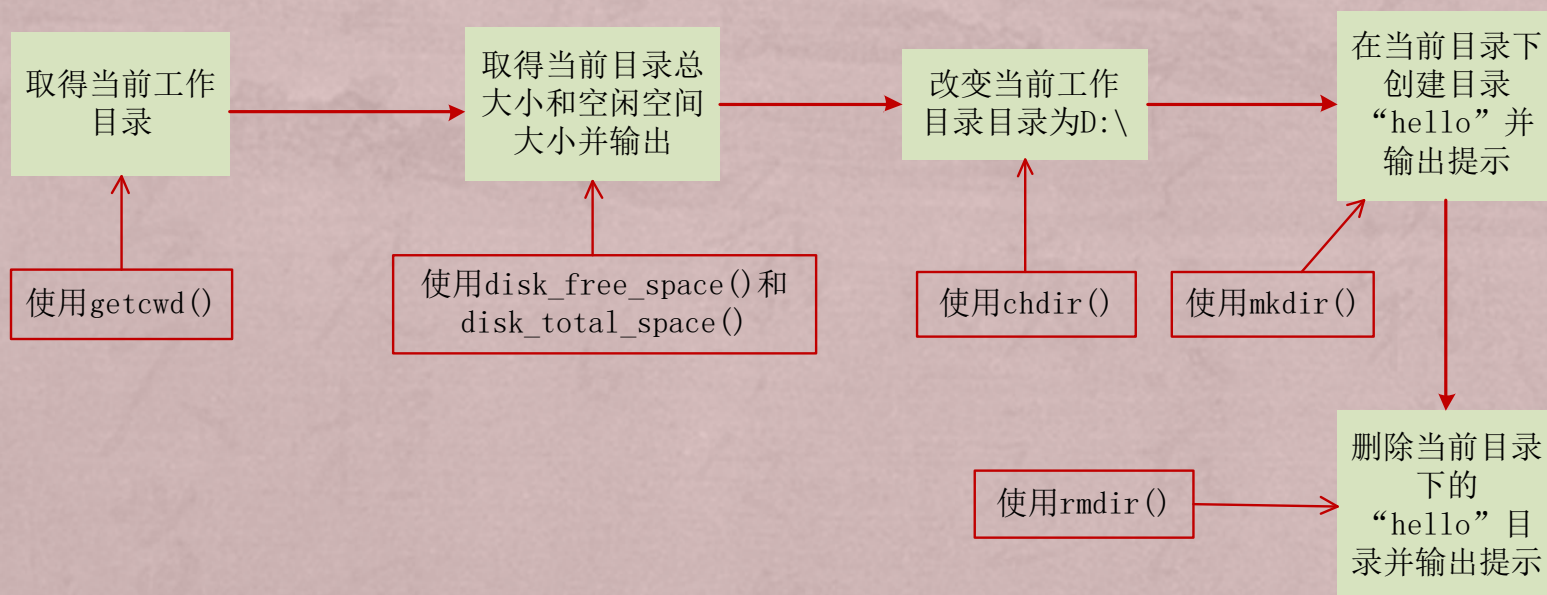 取得当前工作
目录
取得当前目录总
大小和空闲空间
大小并输出
改变当前工作
目录目录为D:\
在当前目录下
创建目录
“hello”并
输出提示
使用getcwd()
使用disk_free_space()和
disk_total_space()
使用chdir()
使用mkdir()
使用rmdir()
删除当前目录
下的
“hello”目
录并输出提示